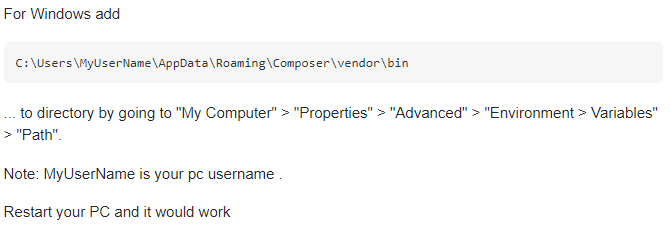 For Windows add
C:\Users\MyUserName\AppData\Roaming\Composer\vendor\bin
... to directory by going to "My Computer" > "Properties" > "Advanced" > "Environment > Variables"
> "Path".
Note: MyUserName is your pc username .
Restart your PC and it would work